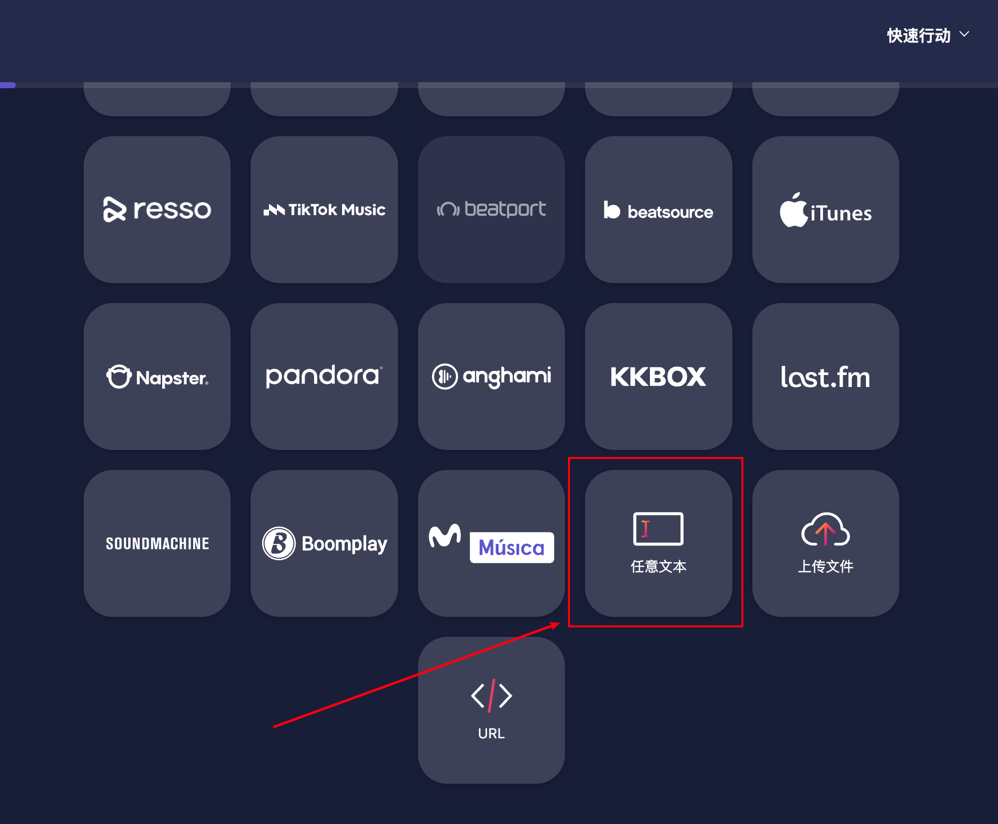 快速行动
resso
TikTok Music
beatport
beatsource
iTunes
Napster.
pandora
anghami
KKBOX
last.fm
SOUNDMACHINE
Boomplay
Música
任意文本
上传文件
URL